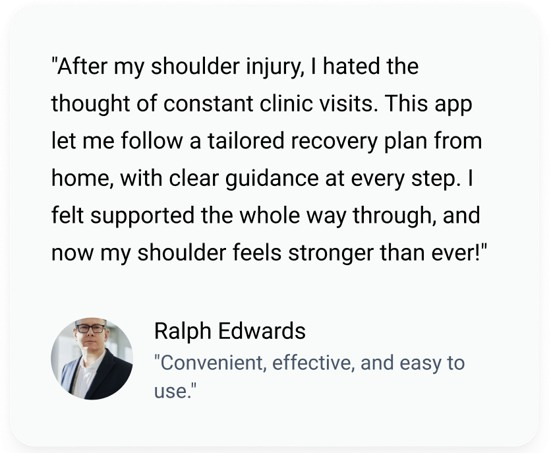 "After my shoulder injury, I hated the
thought of constant clinic visits. This app
let me follow a tailored recovery plan from
home, with clear guidance at every step. I
felt supported the whole way through, and
now my shoulder feels stronger than ever!"
Ralph Edwards
"Convenient, effective, and easy to
use."